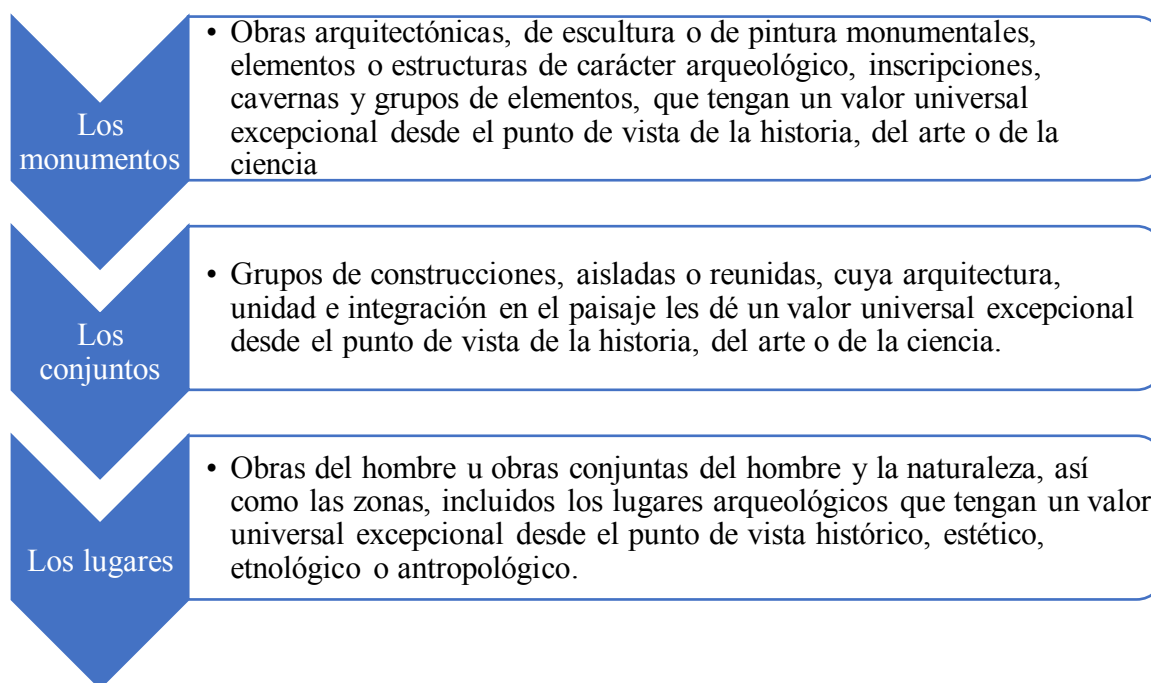 Los
monumentos
• Obras arquitectónicas, de escultura o de pintura monumentales,
elementos o estructuras de carácter arqueológico, inscripciones,
cavernas y grupos de elementos, que tengan un valor universal
excepcional desde el punto de vista de la historia, del arte o de la
ciencia
Los
conjuntos
• Grupos de construcciones, aisladas o reunidas, cuya arquitectura,
unidad e integración en el paisaje les dé un valor universal excepcional
desde el punto de vista de la historia, del arte o de la ciencia.
Los lugares
• Obras del hombre u obras conjuntas del hombre y la naturaleza, así
como las zonas, incluidos los lugares arqueológicos que tengan un valor
universal excepcional desde el punto de vista histórico, estético,
etnológico o antropológico.